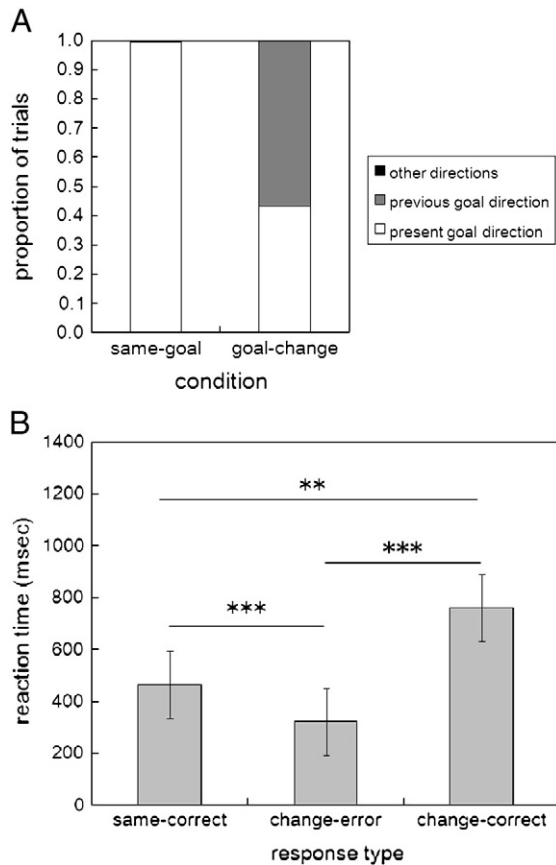 A
1.0
0.9
0.8
0.7
0.6
0.5
0.4
0.3
0.2
0.1
0.0
proportion of trials
same-goal goal-change
condition
other directions
previous goal direction
present goal direction
B
1400
1200
1000
800
600
400
200
0
reaction time (msec)
**
***
***
same-correct change-error change-correct
response type